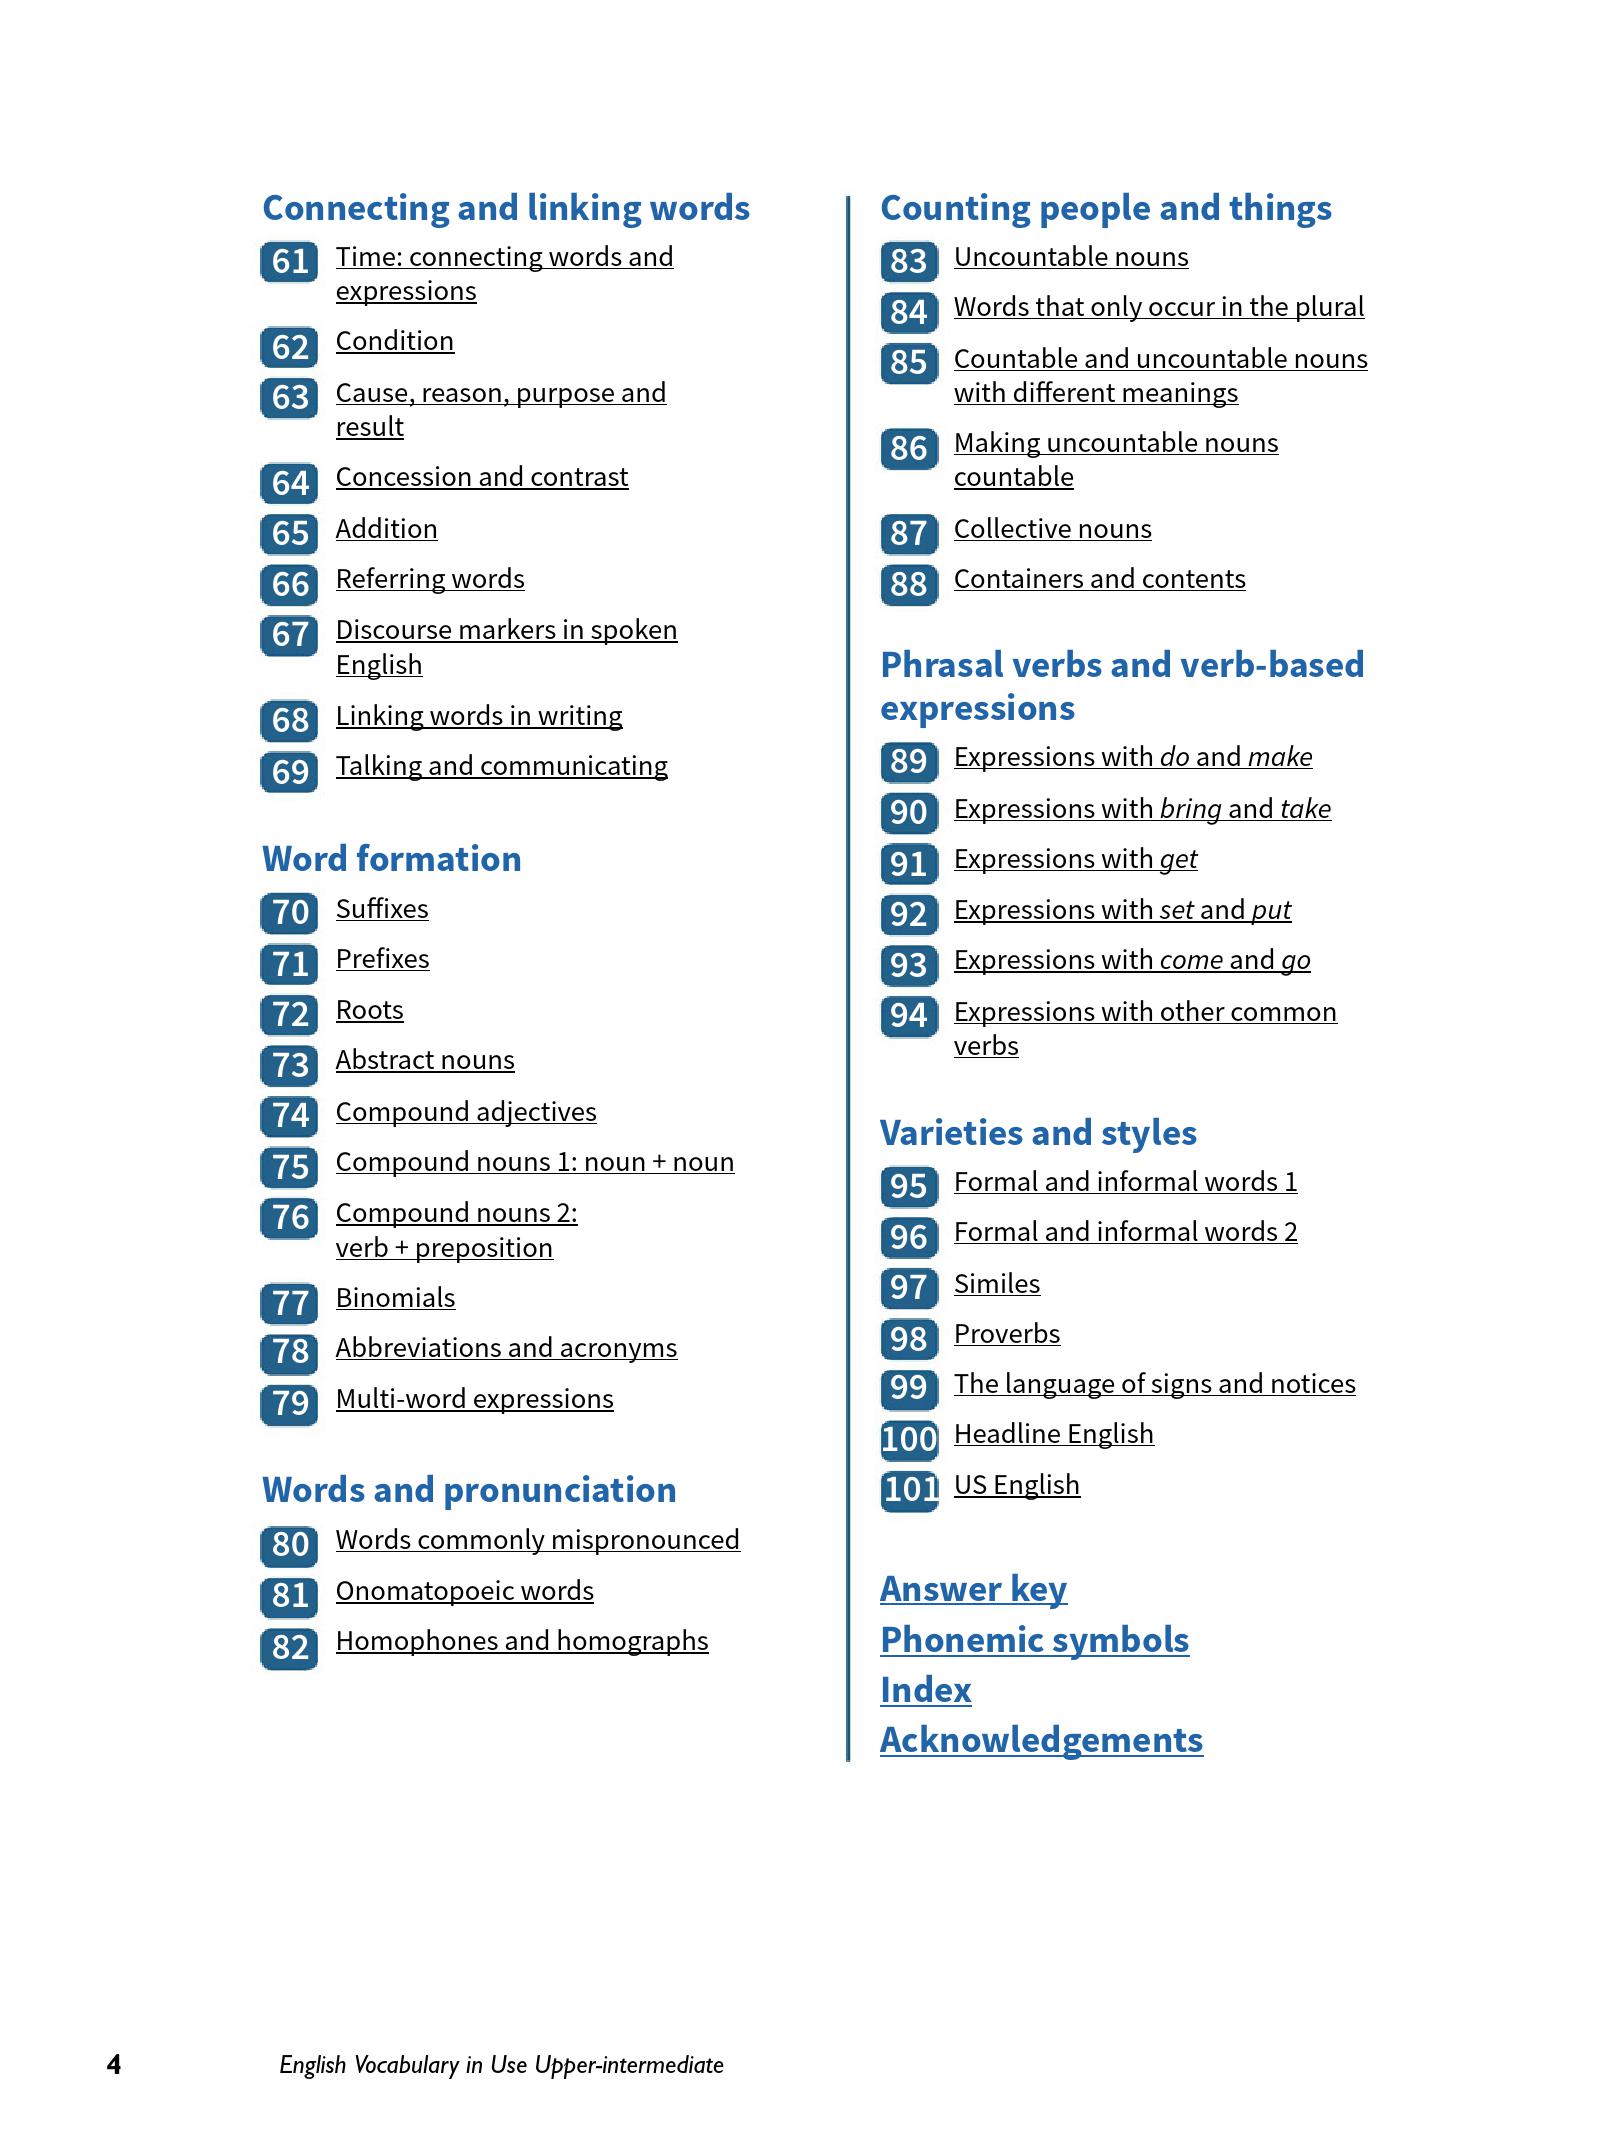 Connecting and linking words
61 Time: connecting words and
expressions
62 Condition
63 Cause, reason, purpose and
result
64 Concession and contrast
65 Addition
66 Referring words
67 Discourse markers in spoken
English
68 Linking words in writing
69 Talking and communicating
Word formation
70 Suffixes
71 Prefixes
72 Roots
73 Abstract nouns
74 Compound adjectives
75 Compound nouns 1: noun + noun
76 Compound nouns 2:
verb + preposition
77 Binomials
78 Abbreviations and acronyms
79 Multi-word expressions
Words and pronunciation
80 Words commonly mispronounced
81 Onomatopoeic words
82 Homophones and homographs
Counting people and things
83 Uncountable nouns
84 Words that only occur in the plural
85 Countable and uncountable nouns
with different meanings
86 Making uncountable nouns
countable
87 Collective nouns
88 Containers and contents
Phrasal verbs and verb-based
expressions
89 Expressions with do and make
90 Expressions with bring and take
91 Expressions with get
92 Expressions with set and put
93 Expressions with come and go
94 Expressions with other common
verbs
Varieties and styles
95 Formal and informal words 1
96 Formal and informal words 2
97 Similes
98 Proverbs
99 The language of signs and notices
100 Headline English
101 US English
Answer key
Phonemic symbols
Index
Acknowledgements
4 English Vocabulary in Use Upper-intermediate